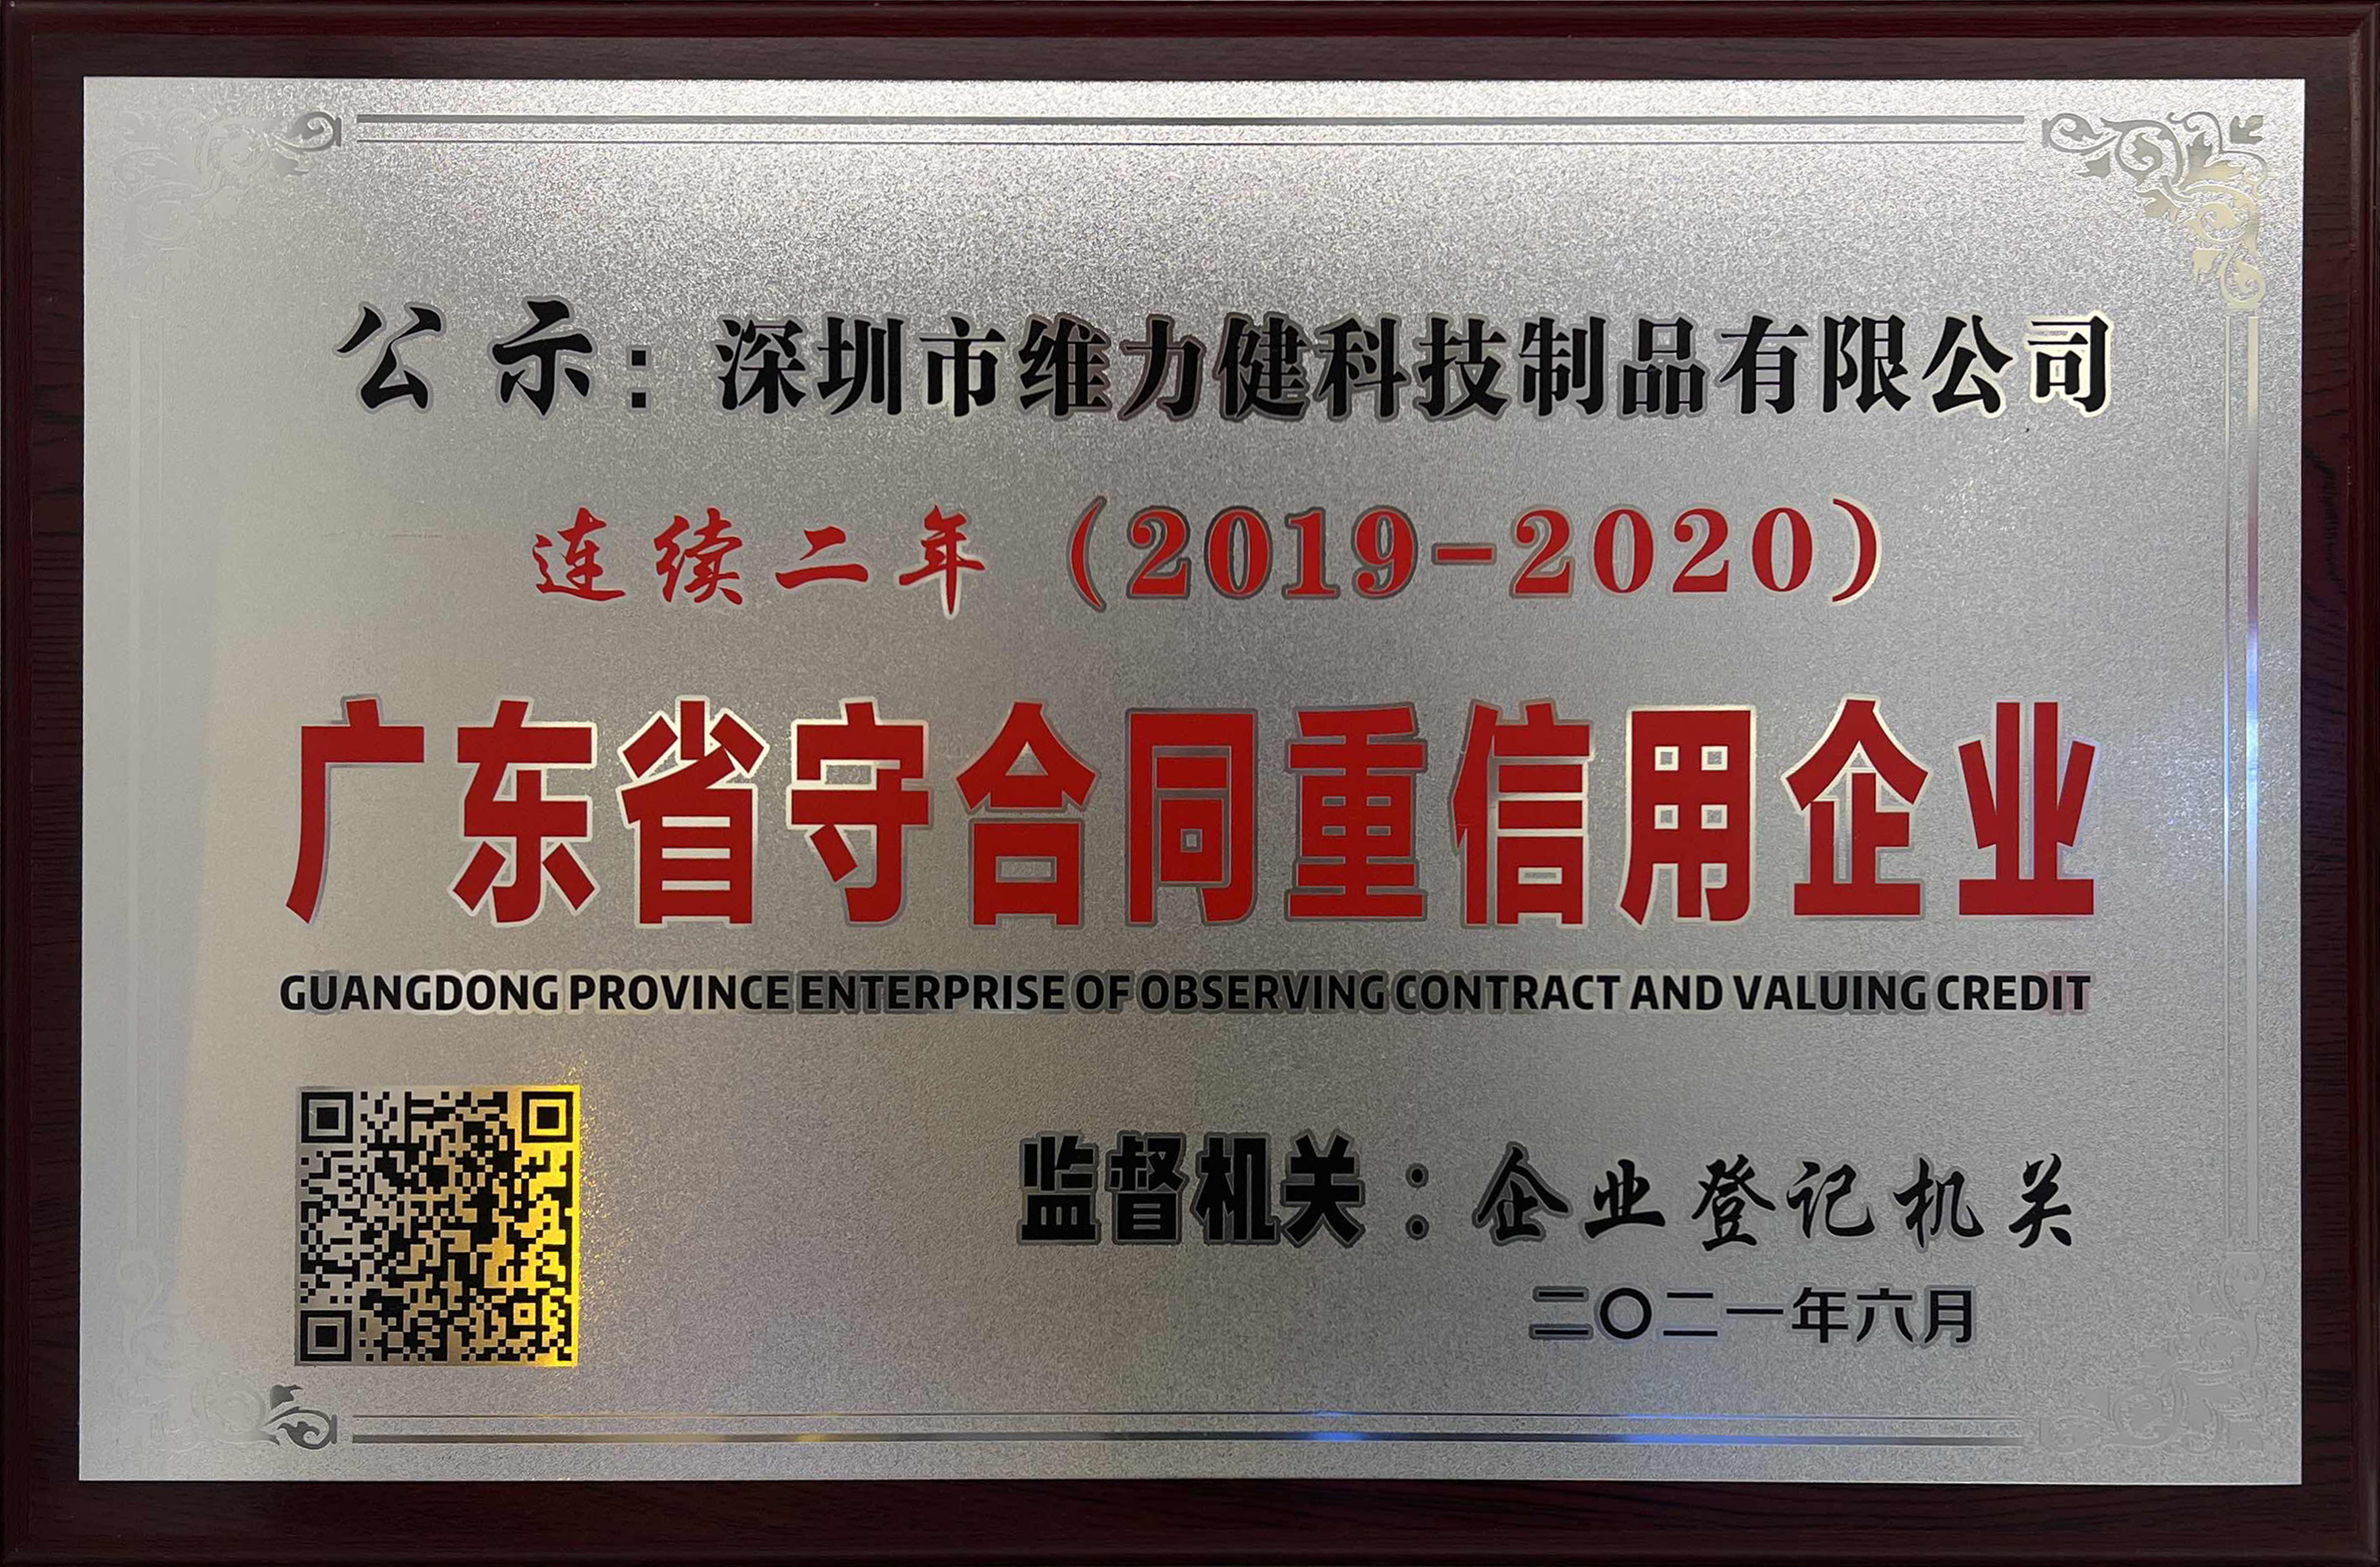 公示：深圳市维力健科技制品有限公司
连续二年（2019-2020）
广东省守合同重信用企业
GUANGDONG PROVINCE ENTERPRISE OF OBSERVING CONTRACT AND VALUING CREDIT
监督机关：企业登记机关
二〇二一年六月